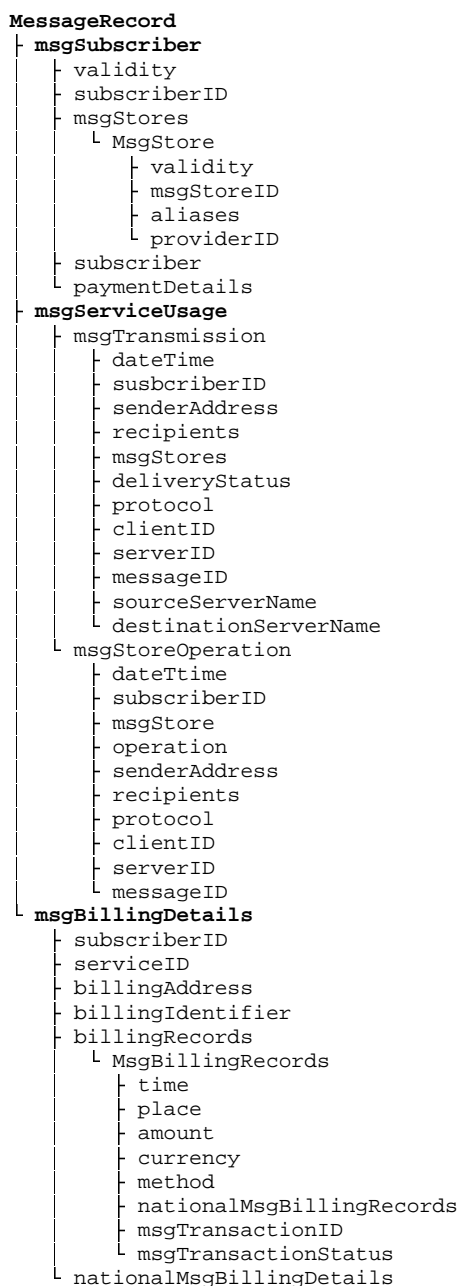 MessageRecord
msgSubscriber
validity
subscriberID
msgStores
MsgStore
validity
msgStoreID
aliases
providerID
subscriber
paymentDetails
msgServiceUsage
msgTransmission
dateTime
susbcriberID
senderAddress
recipients
msgStores
deliveryStatus
protocol
clientID
serverID
messageID
sourceServerName
destinationServerName
msgStoreOperation
dateTtime
subscriberID
msgStore
operation
senderAddress
recipients
protocol
clientID
serverID
messageID
msgBillingDetails
subscriberID
serviceID
billingAddress
billingIdentifier
billingRecords
MsgBillingRecords
time
place
amount
currency
method
nationalMsgBillingRecords
msgTransactionID
msgTransactionStatus
nationalMsgBillingDetails